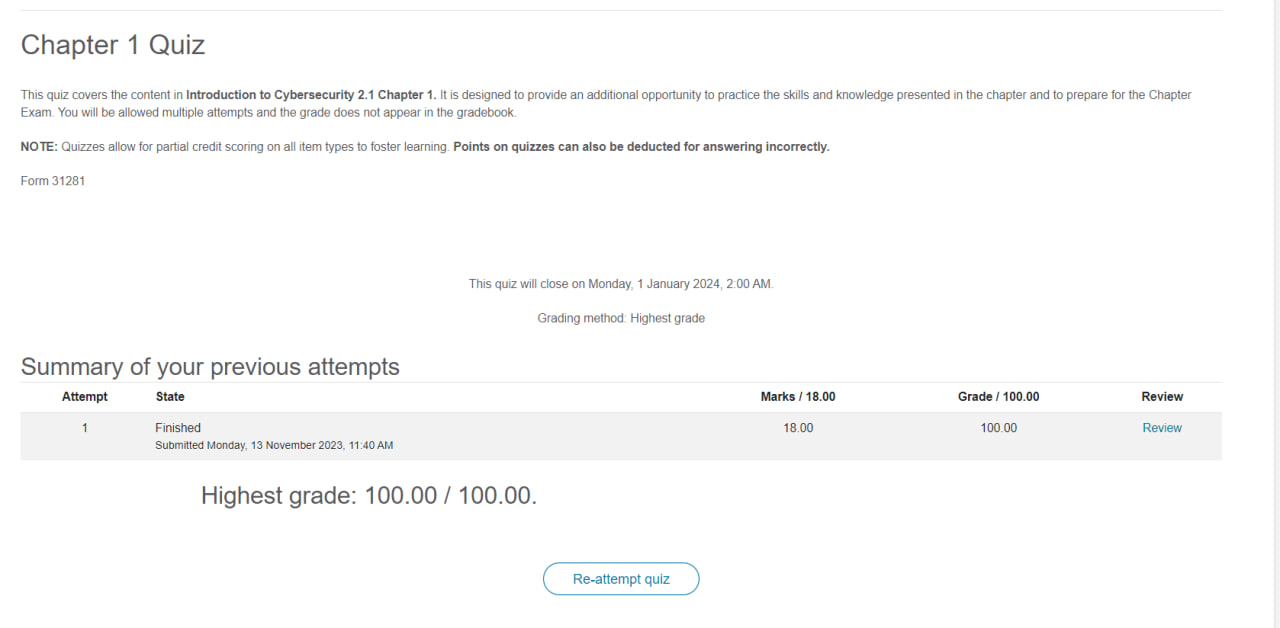 Chapter 1 Quiz
This quiz covers the content in Introduction to Cybersecurity 2.1 Chapter 1. It is designed to provide an additional opportunity to practice the skills and knowledge presented in the chapter and to prepare for the Chapter
Exam. You will be allowed multiple attempts and the grade does not appear in the gradebook.
NOTE: Quizzes allow for partial credit scoring on all item types to foster learning. Points on quizzes can also be deducted for answering incorrectly.
Form 31281
This quiz will close on Monday, 1 January 2024, 2:00 AM.
Grading method: Highest grade
Summary of your previous attempts
Attempt State Marks / 18.00 Grade / 100.00 Review
1 Finished 18.00 100.00 Review
Submitted Monday, 13 November 2023, 11:40 AM
Highest grade: 100.00 / 100.00.
Re-attempt quiz